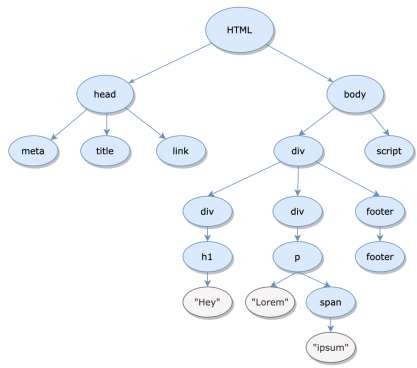 HTML
head
body
meta
title
link
div
script
div
div
footer
h1
p
footer
"Hey"
"Lorem"
span
"ipsum"